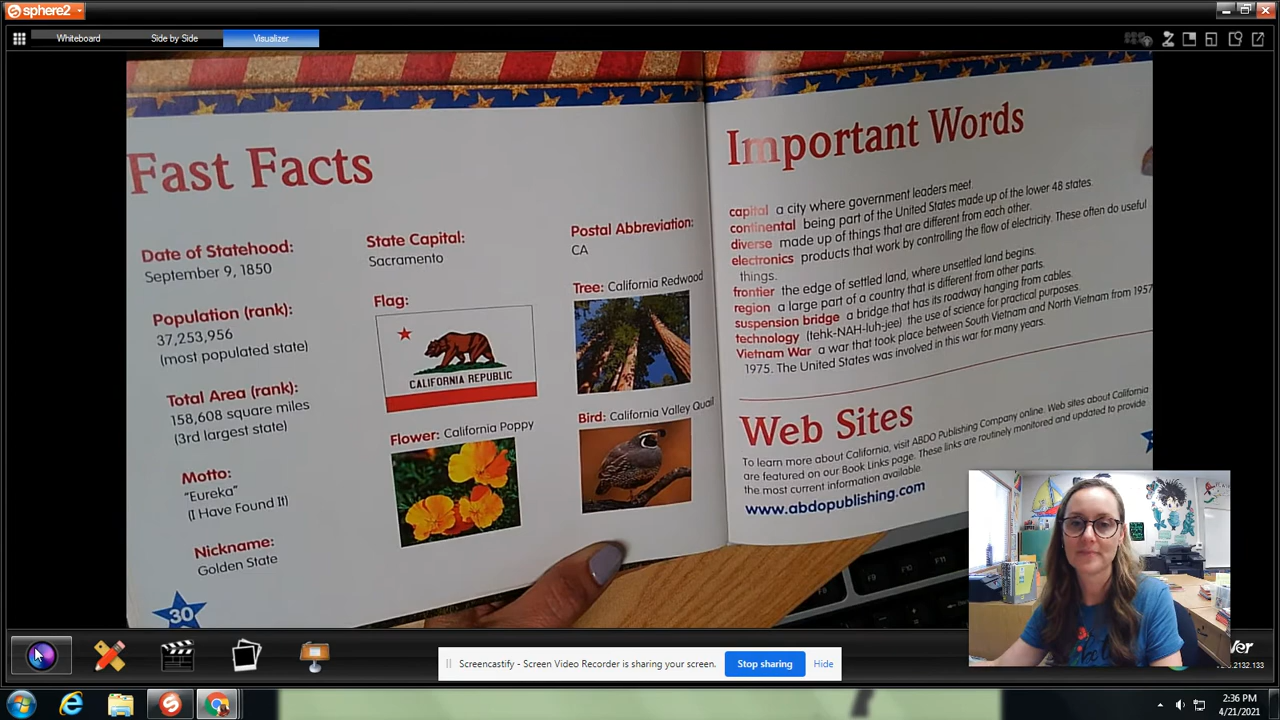 sphere2
Whiteboard
Side by Side
Visualizer
Fast Facts
Date of Statehood:
September 9, 1850
Population (rank):
37,253,956
(most populated state)
Total Area (rank):
158,608 square miles
(3rd largest state)
Motto:
"Eureka"
(I Have Found It)
Nickname:
Golden State
30
State Capital:
Sacramento
Flag:
CALIFORNIA REPUBLIC
Flower: California Poppy
Postal Abbreviation:
CA
Tree: California Redwood
Bird: California Valley Quail
Important Words
capital a city where government leaders meet.
continental being part of the United States made up of the lower 48 states.
diverse made up of things that are different from each other.
electronics products that work by controlling the flow of electricity. These often do useful
things.
frontier the edge of settled land, where unsettled land begins.
region a large part of a country that is different from other parts.
suspension bridge a bridge that has its roadway hanging from cables.
technology (tehk-NAH-luh-jee) the use of science for practical purposes.
Vietnam War a war that took place between South Vietnam and North Vietnam from 1957
1975. The United States was involved in this war for many years.
Web Sites
To learn more about California, visit ABDO Publishing Company online. Web sites about California
are featured on our Book Links page. These links are routinely monitored and updated to provide
the most current information available.
www.abdopublishing.com
F9
F10
F11
Screencastify - Screen Video Recorder is sharing your screen.
Stop sharing
Hide
2:36 PM
4/21/2021